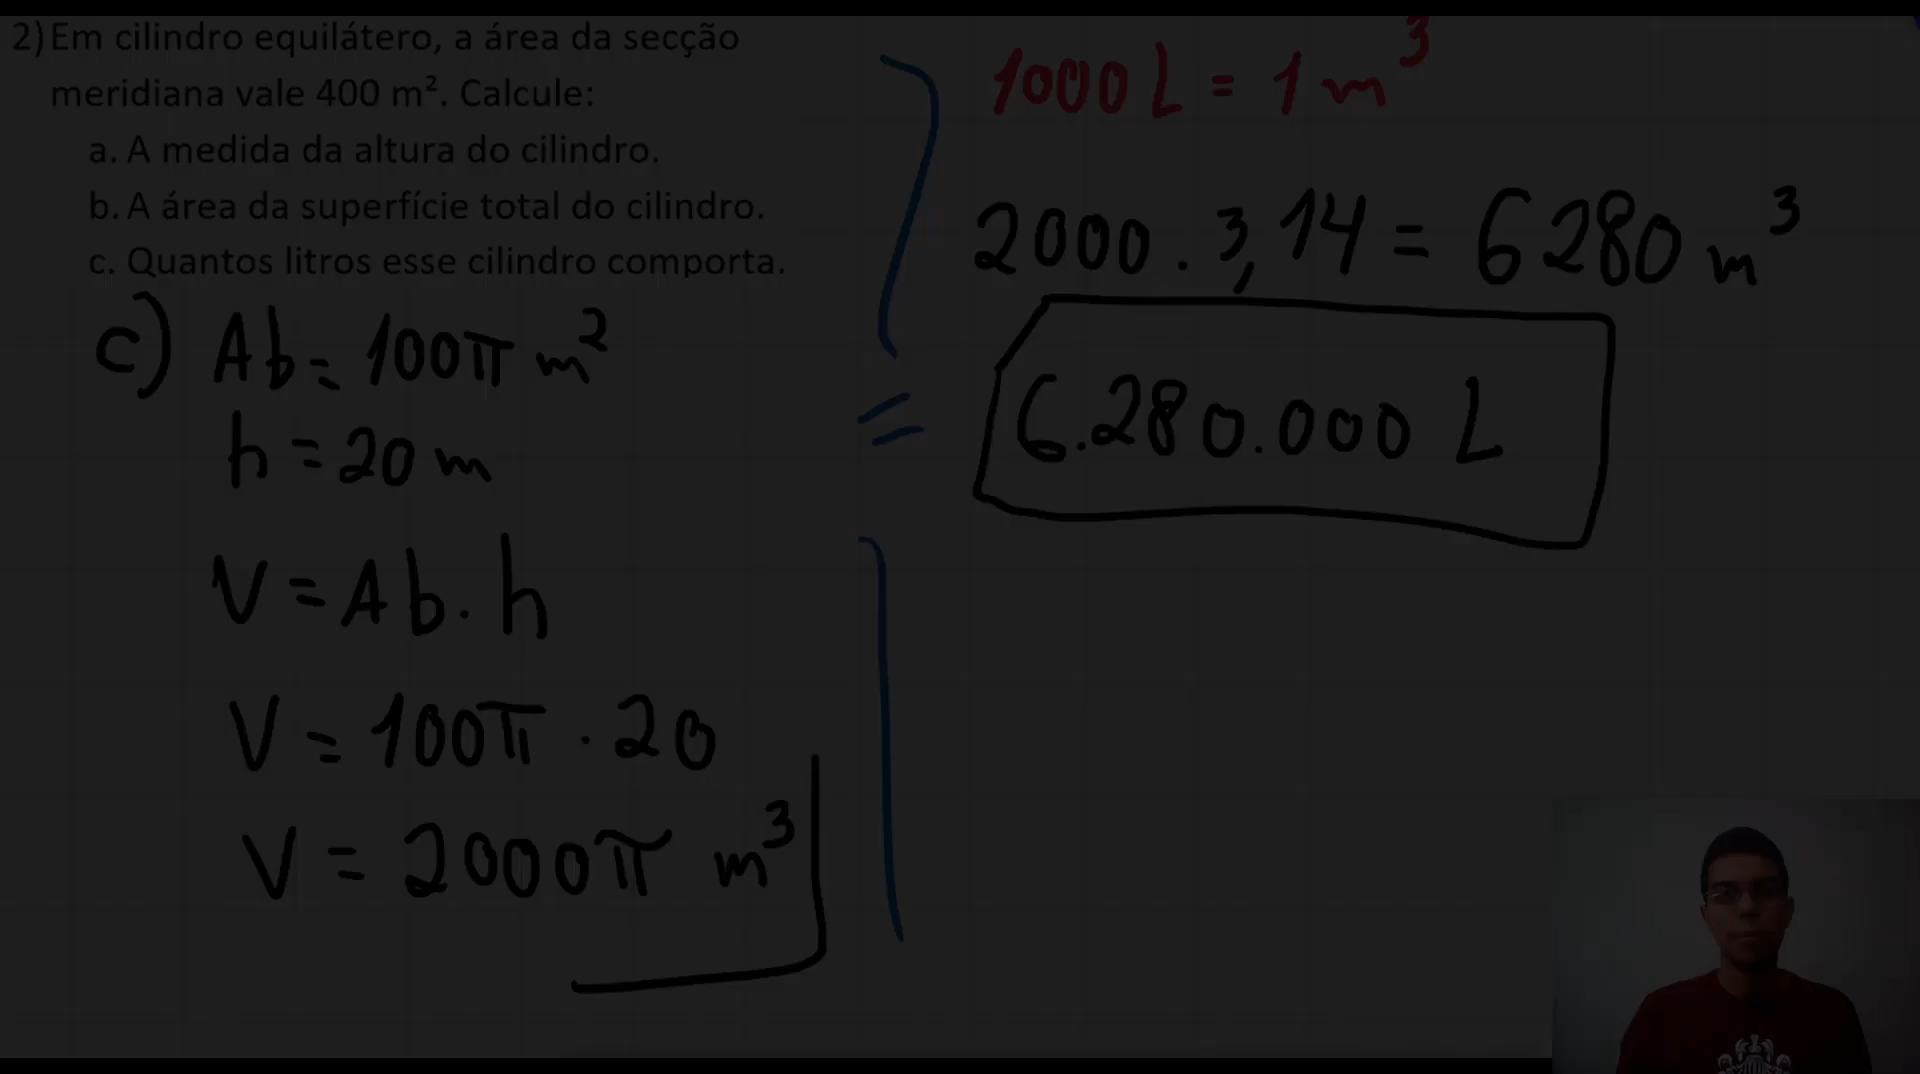 2) Em cilindro equilátero, a área da secção
meridiana vale 400 m². Calcule:
a. A medida da altura do cilindro.
b. A área da superfície total do cilindro.
c. Quantos litros esse cilindro comporta.
c) Ab = 100π m²
h = 20 m
V = Ab . h
V = 100π . 20
V = 2000π m³
1000 L = 1 m³
2000 . 3,14 = 6280 m³
= 6.280.000 L